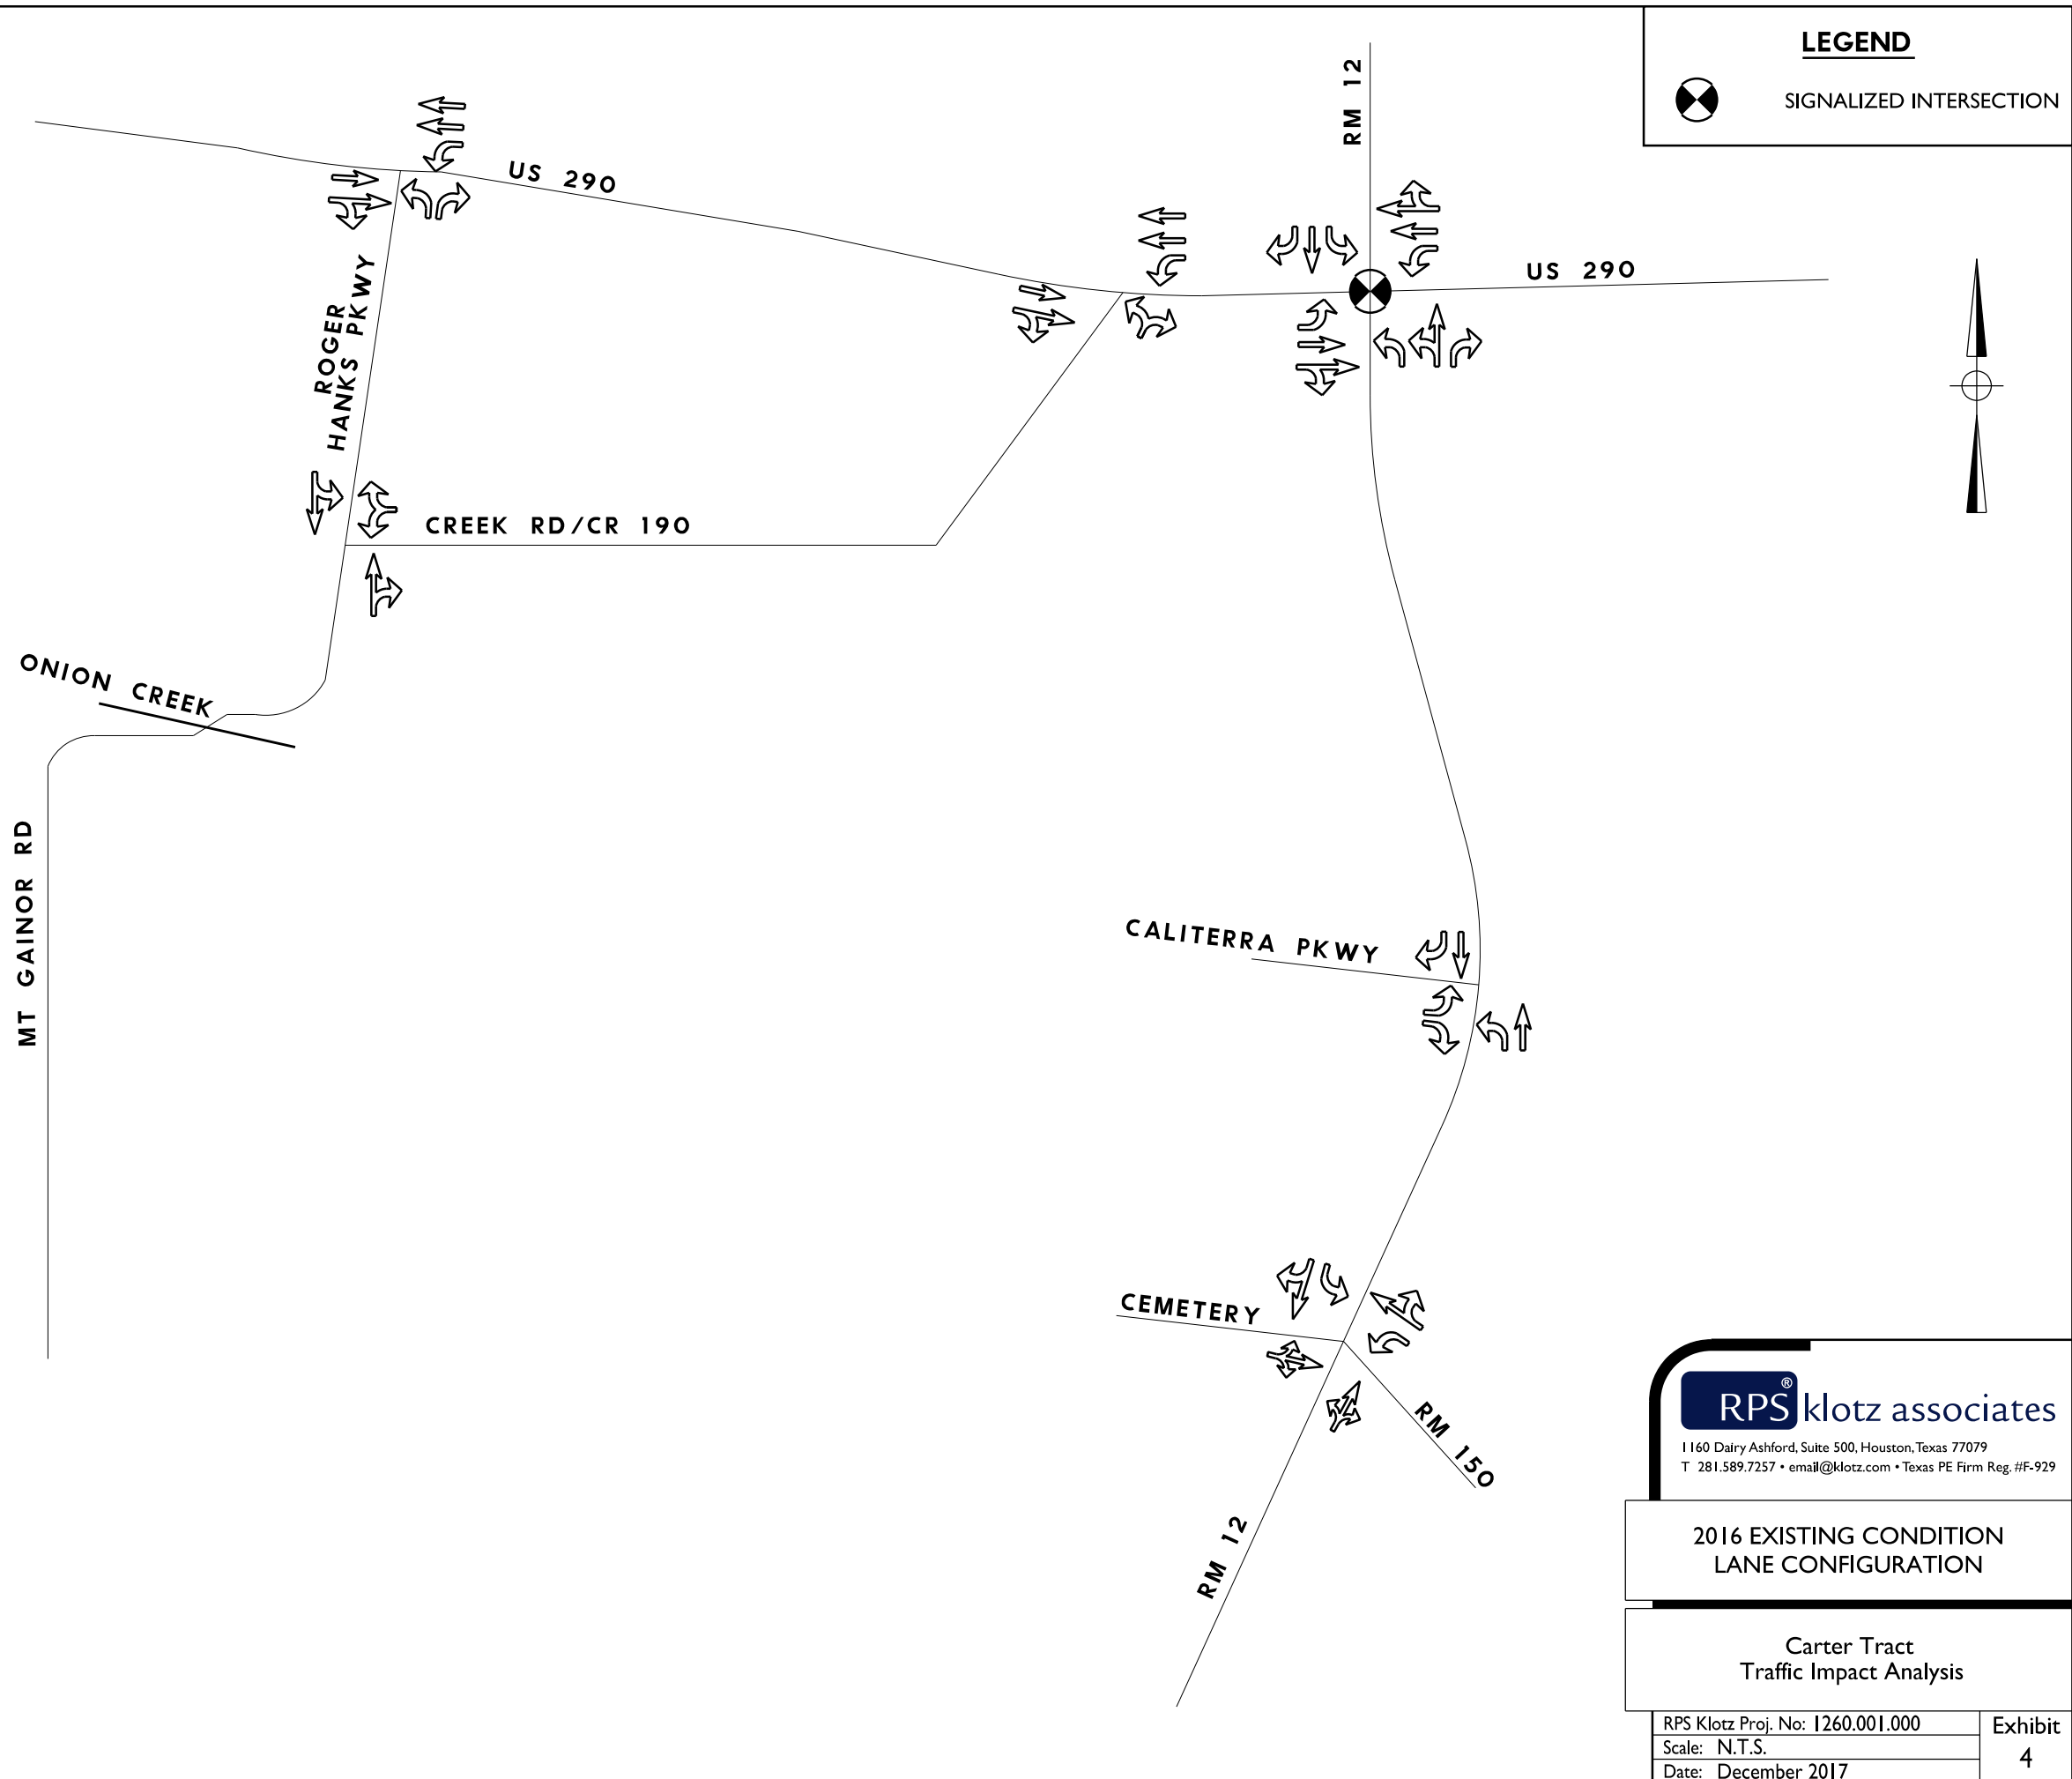 LEGEND
SIGNALIZED INTERSECTION
RM 12
US 290
US 290
ROGER
HANKS PKWY
CREEK RD/CR 190
ONION CREEK
MT GAINOR RD
CALITERRA PKWY
CEMETERY
RM 150
RM 12
RPS® klotz associates
1160 Dairy Ashford, Suite 500, Houston, Texas 77079
T 281.589.7257 • email@klotz.com • Texas PE Firm Reg. #F-929
2016 EXISTING CONDITION
LANE CONFIGURATION
Carter Tract
Traffic Impact Analysis
RPS Klotz Proj. No: 1260.001.000
Scale: N.T.S.
Date: December 2017
Exhibit
4